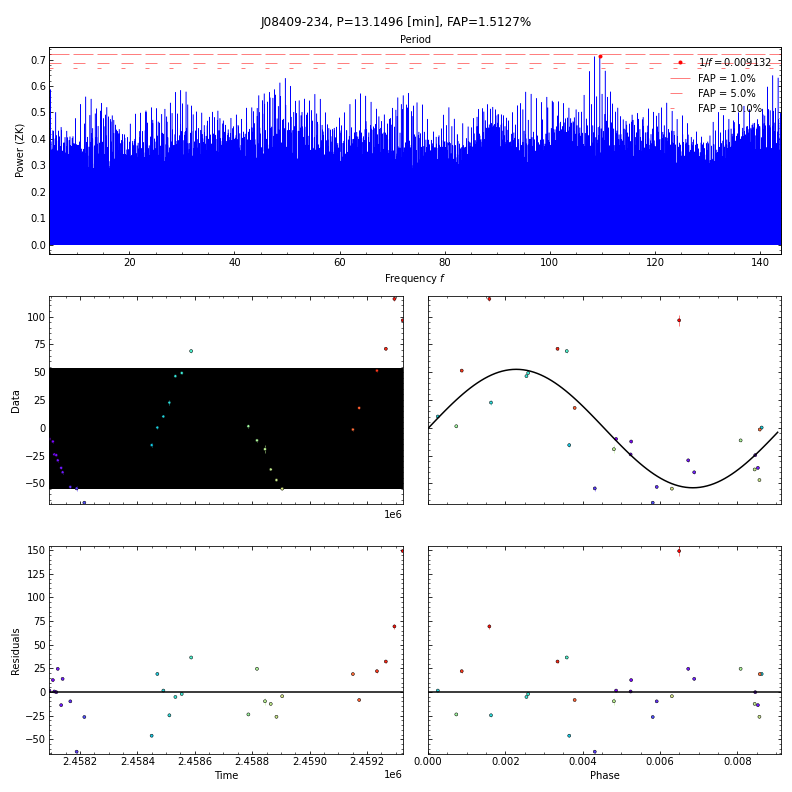 J08409-234, P=13.1496 [min], FAP=1.5127%
Period
Power (ZK)
0.7
0.6
0.5
0.4
0.3
0.2
0.1
0.0
1/f = 0.009132
FAP = 1.0%
FAP = 5.0%
FAP = 10.0%
20 40 60 80 100 120 140
Frequency f
Data
100
75
50
25
0
−25
−50
1e6
Residuals
150
125
100
75
50
25
0
−25
−50
2.4582 2.4584 2.4586 2.4588 2.4590 2.4592
1e6
Time
0.000 0.002 0.004 0.006 0.008
Phase